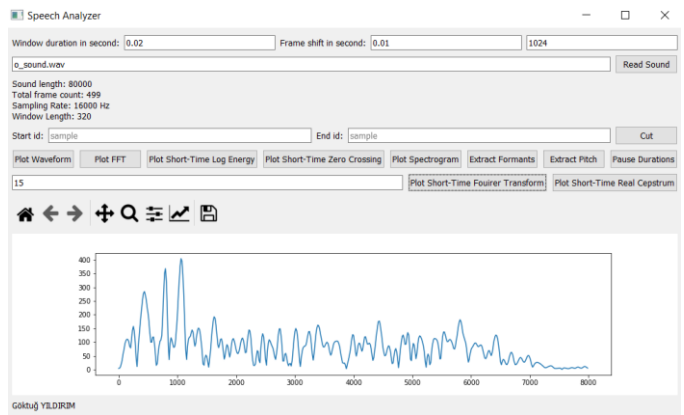 Speech Analyzer
Window duration in second: 0.02 Frame shift in second: 0.01 1024
o_sound.wav Read Sound
Sound length: 80000
Total frame count: 499
Sampling Rate: 16000 Hz
Window Length: 320
Start id: sample End id: sample Cut
Plot Waveform Plot FFT Plot Short-Time Log Energy Plot Short-Time Zero Crossing Plot Spectrogram Extract Formants Extract Pitch Pause Durations
15 Plot Short-Time Fouirer Transform Plot Short-Time Real Cepstrum
400
350
300
250
200
150
100
50
0
0 1000 2000 3000 4000 5000 6000 7000 8000
Göktuğ YILDIRIM